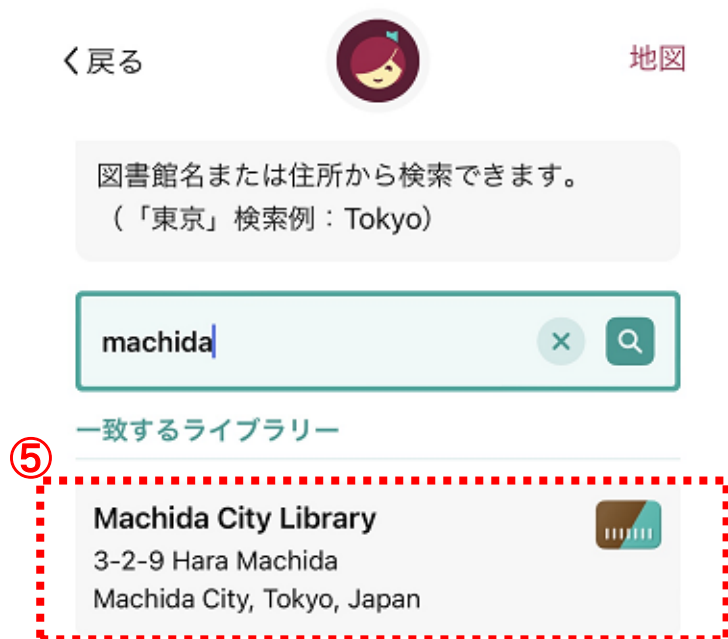 戻る
地図
図書館名または住所から検索できます。
（「東京」検索例：Tokyo）
machida
一致するライブラリー
⑤
Machida City Library
3-2-9 Hara Machida
Machida City, Tokyo, Japan